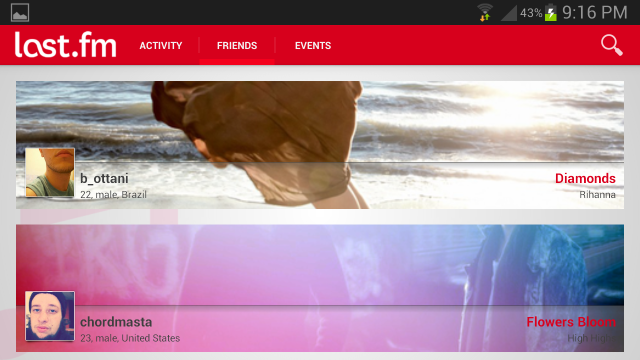 43% 9:16 PM
last.fm ACTIVITY FRIENDS EVENTS
b_ottani Diamonds
22, male, Brazil Rihanna
chordmasta Flowers Bloom
23, male, United States High Highs